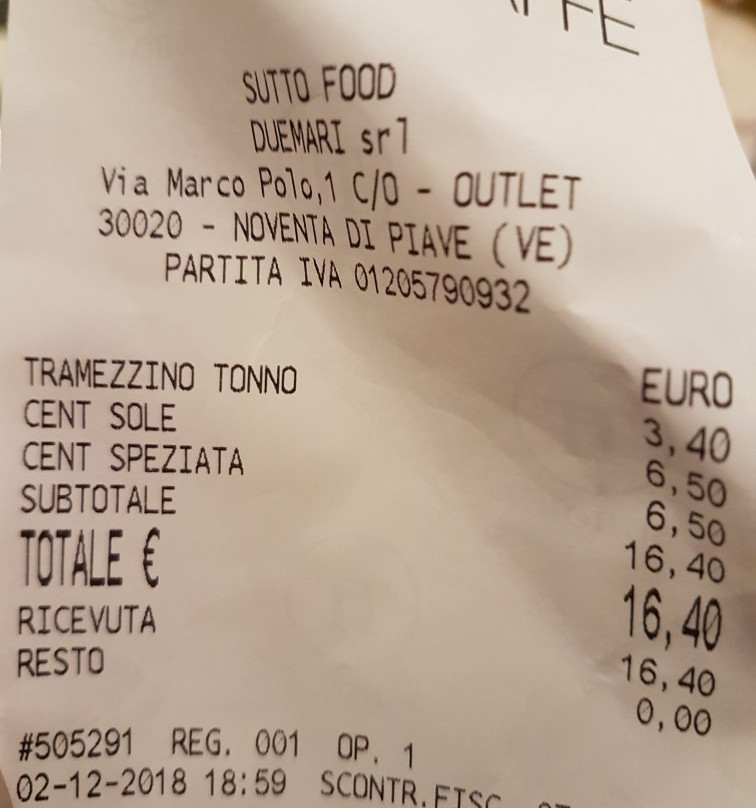 SUTTO FOOD
DUEMARI srl
Via Marco Polo,1 C/O - OUTLET
30020 - NOVENTA DI PIAVE (VE)
PARTITA IVA 01205790932
EURO
TRAMEZZINO TONNO 3,40
CENT SOLE 6,50
CENT SPEZIATA 6,50
SUBTOTALE 16,40
TOTALE € 16,40
RICEVUTA 16,40
RESTO 0,00
#505291 REG. 001 OP. 1
02-12-2018 18:59 SCONTR.FISC